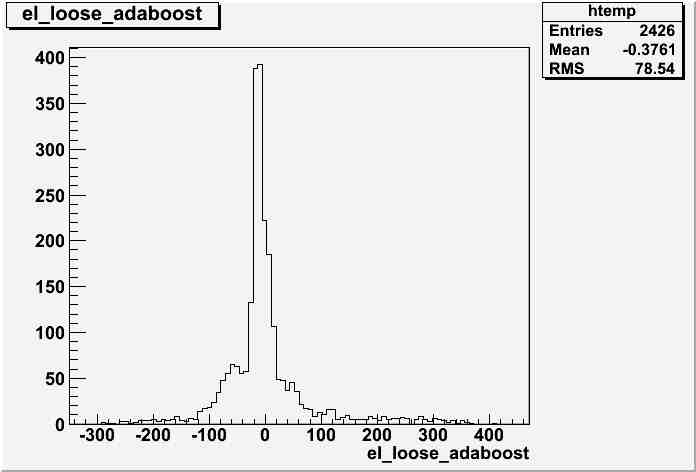 el_loose_adaboost
htemp
Entries 2426
Mean -0.3761
RMS 78.54
400
350
300
250
200
150
100
50
0
-300 -200 -100 0 100 200 300 400
el_loose_adaboost